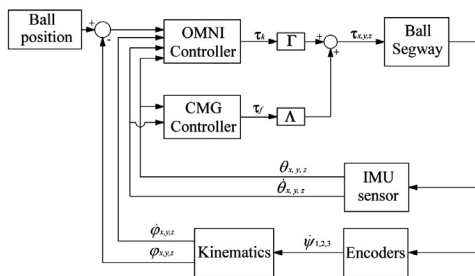 Ball
position
+
-
OMNI
Controller
τk
Γ
+
+
τx,y,z
Ball
Segway
CMG
Controller
τf
Λ
θx, y, z
θ̇x, y, z
IMU
sensor
φ̇x,y,z
φx,y,z
Kinematics
ψ̇1,2,3
Encoders